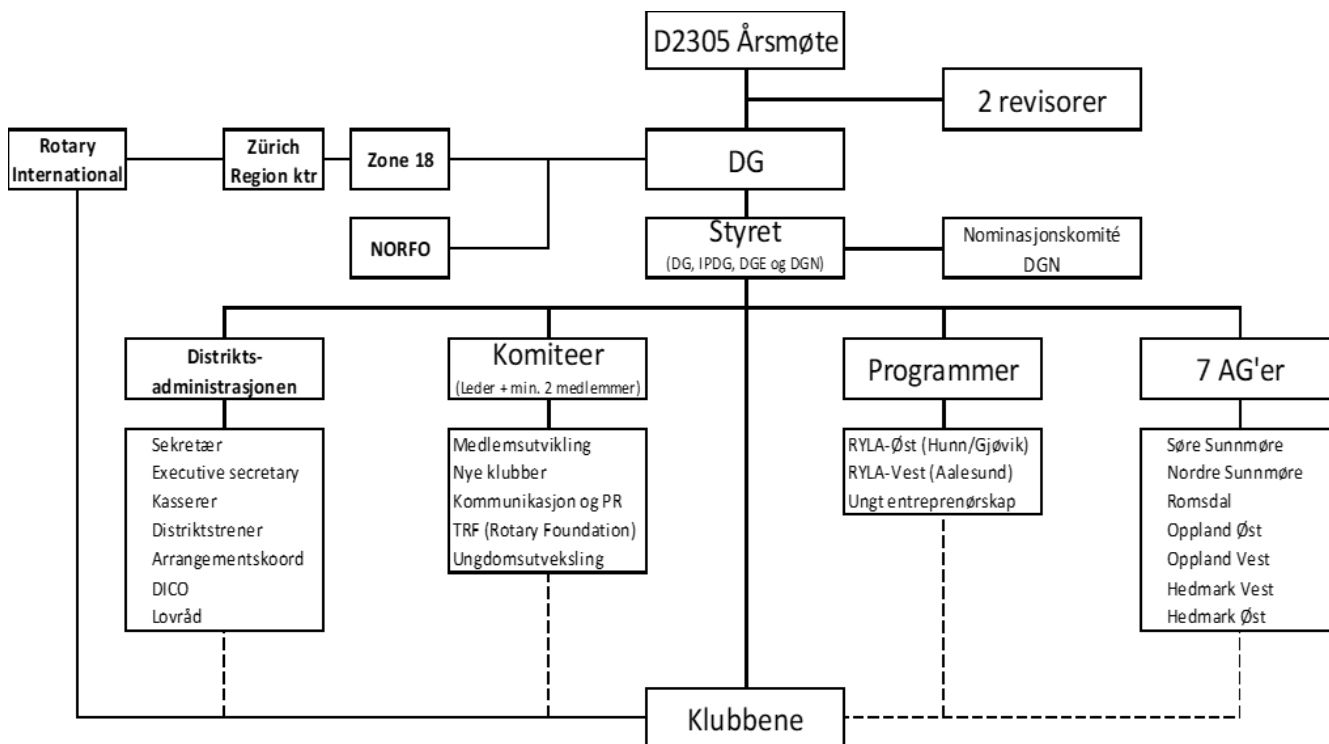 D2305 Årsmøte
2 revisorer
Rotary
International
Zürich
Region ktr
Zone 18
DG
NORFO
Styret
(DG, IPDG, DGE og DGN)
Nominasjonskomité
DGN
Distrikts-
administrasjonen
Komiteer
(Leder + min. 2 medlemmer)
Programmer
7 AG'er
Sekretær
Executive secretary
Kasserer
Distriktstrener
Arrangementskoord
DICO
Lovråd
Medlemsutvikling
Nye klubber
Kommunikasjon og PR
TRF (Rotary Foundation)
Ungdomsutveksling
RYLA-Øst (Hunn/Gjøvik)
RYLA-Vest (Aalesund)
Ungt entreprenørskap
Søre Sunnmøre
Nordre Sunnmøre
Romsdal
Oppland Øst
Oppland Vest
Hedmark Vest
Hedmark Øst
Klubbene